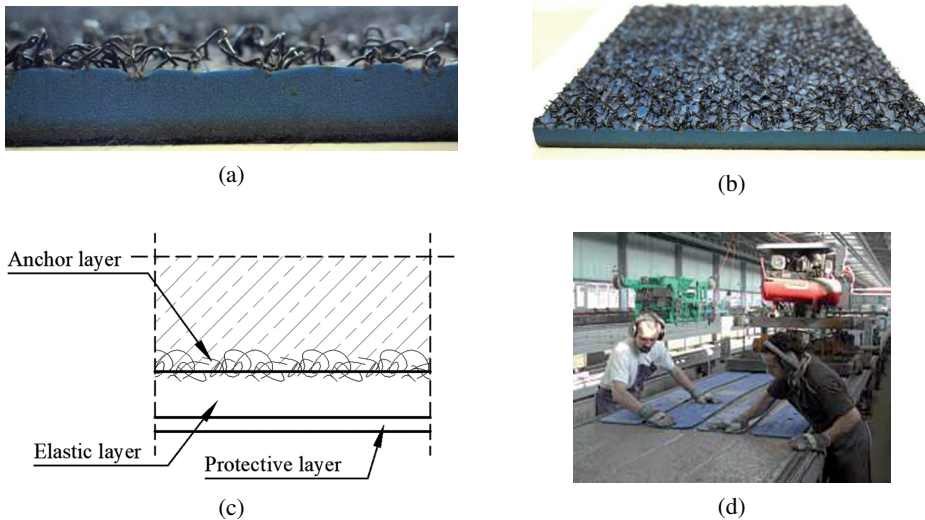 (a)
(b)
Anchor layer
Elastic layer
Protective layer
(c)
(d)